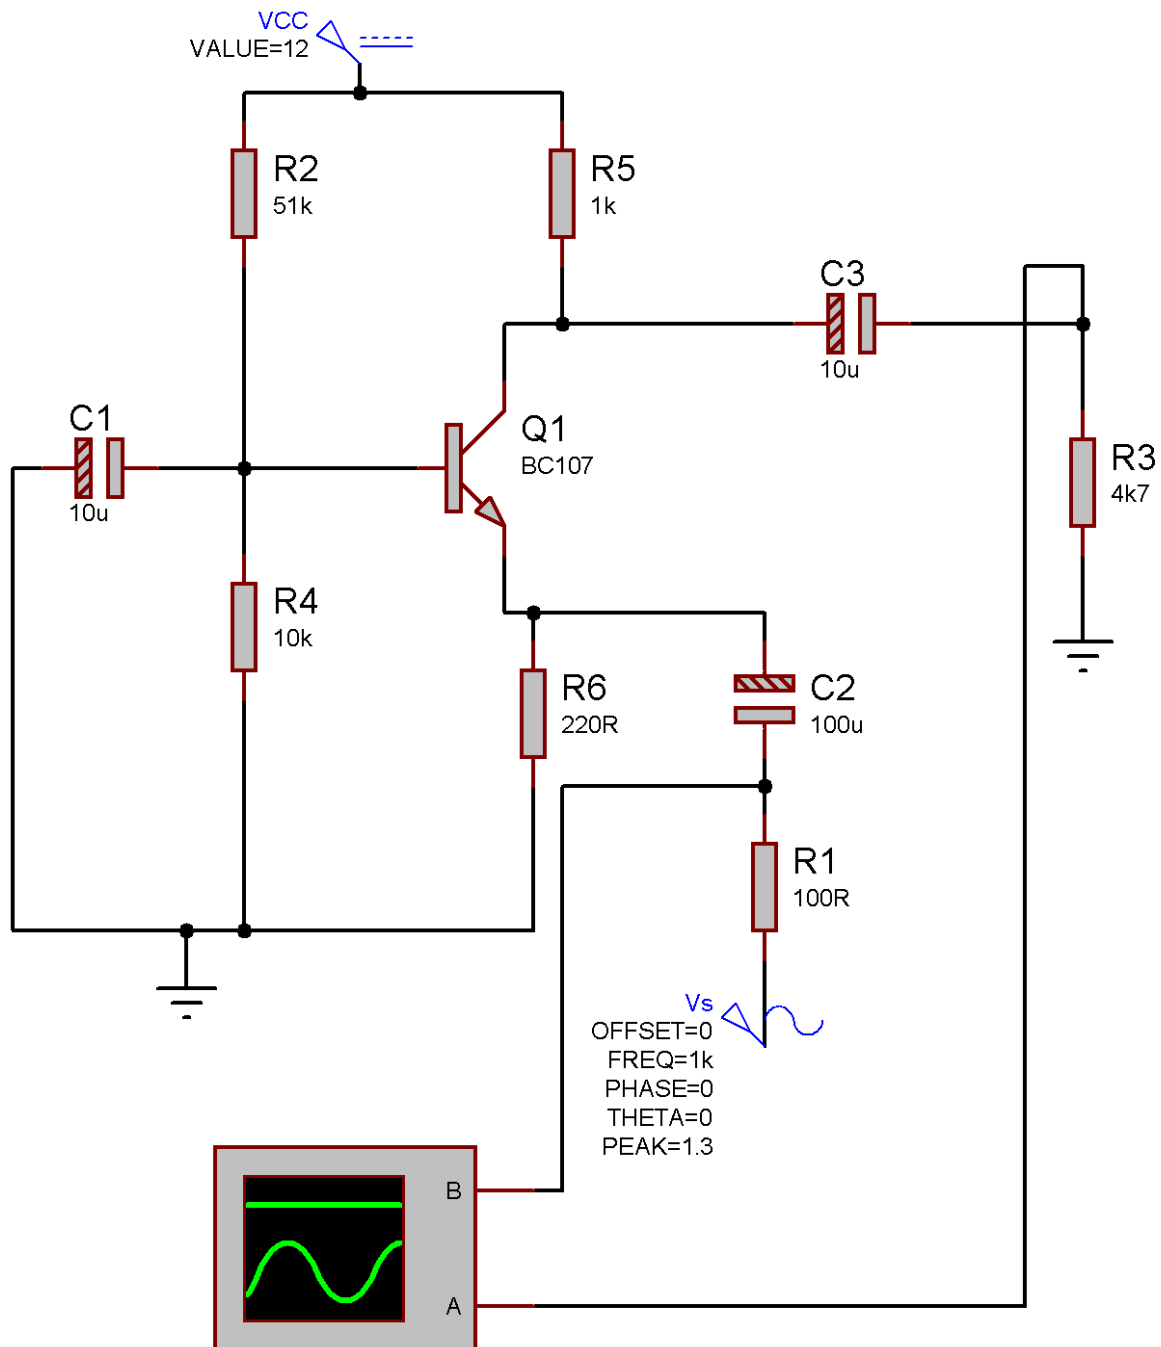 VCC
VALUE=12
R2
51k
R5
1k
C3
10u
C1
10u
Q1
BC107
R3
4k7
R4
10k
R6
220R
C2
100u
R1
100R
Vs
OFFSET=0
FREQ=1k
PHASE=0
THETA=0
PEAK=1.3
B
A